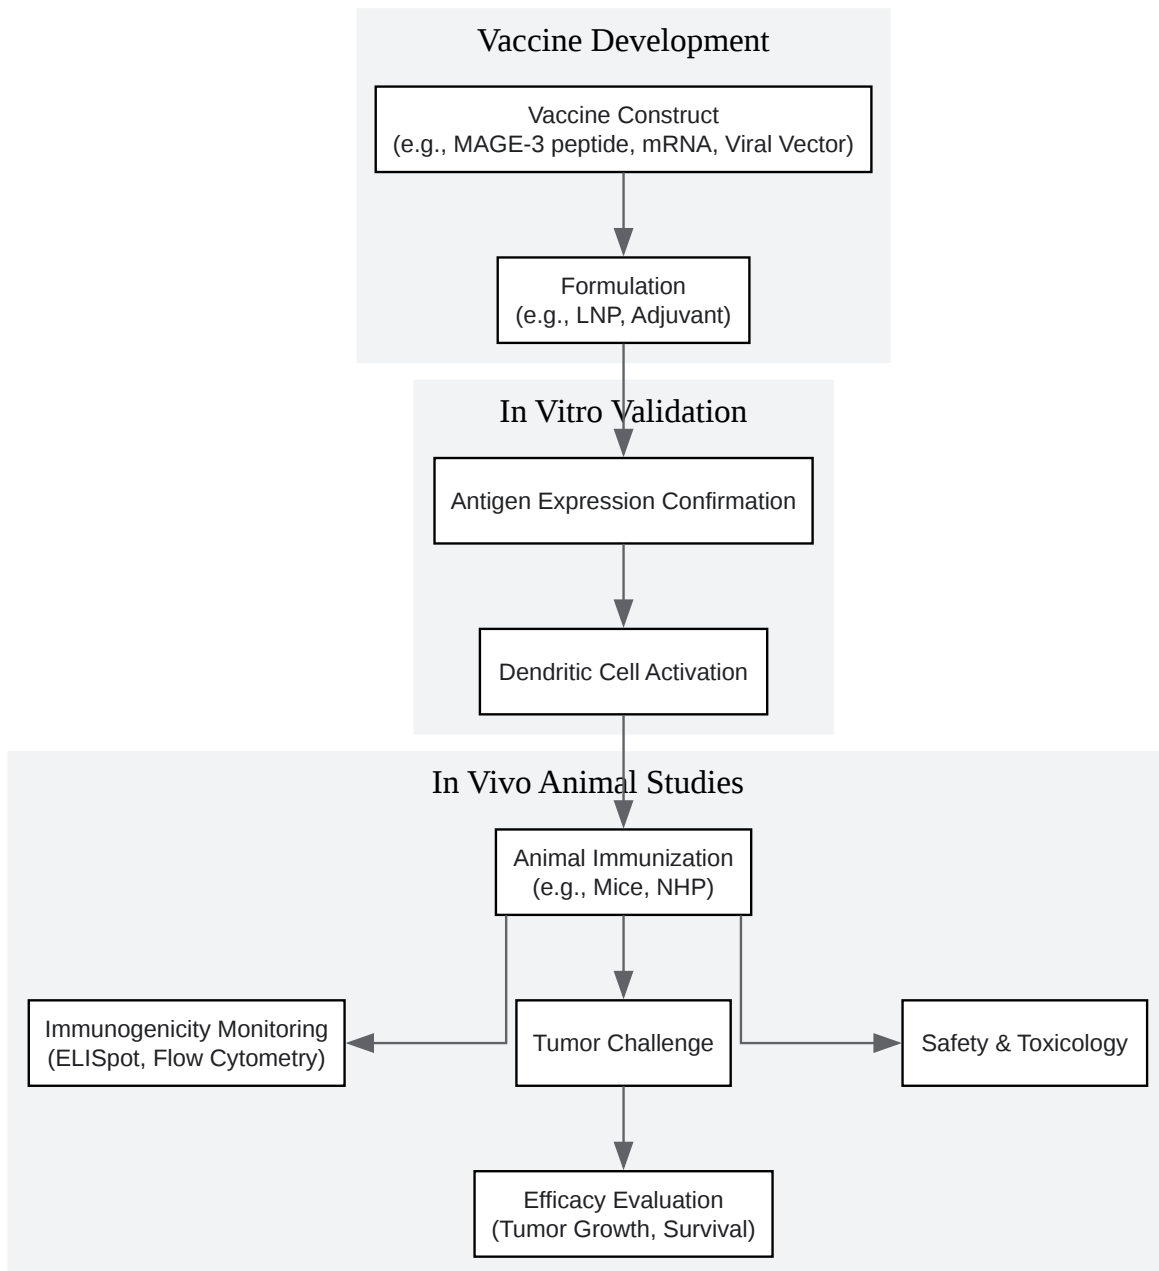 Vaccine Development
Vaccine Construct
(e.g., MAGE-3 peptide, mRNA, Viral Vector)
Formulation
(e.g., LNP, Adjuvant)
In Vitro Validation
Antigen Expression Confirmation
Dendritic Cell Activation
In Vivo Animal Studies
Animal Immunization
(e.g., Mice, NHP)
Immunogenicity Monitoring
(ELISpot, Flow Cytometry)
Tumor Challenge
Safety & Toxicology
Efficacy Evaluation
(Tumor Growth, Survival)